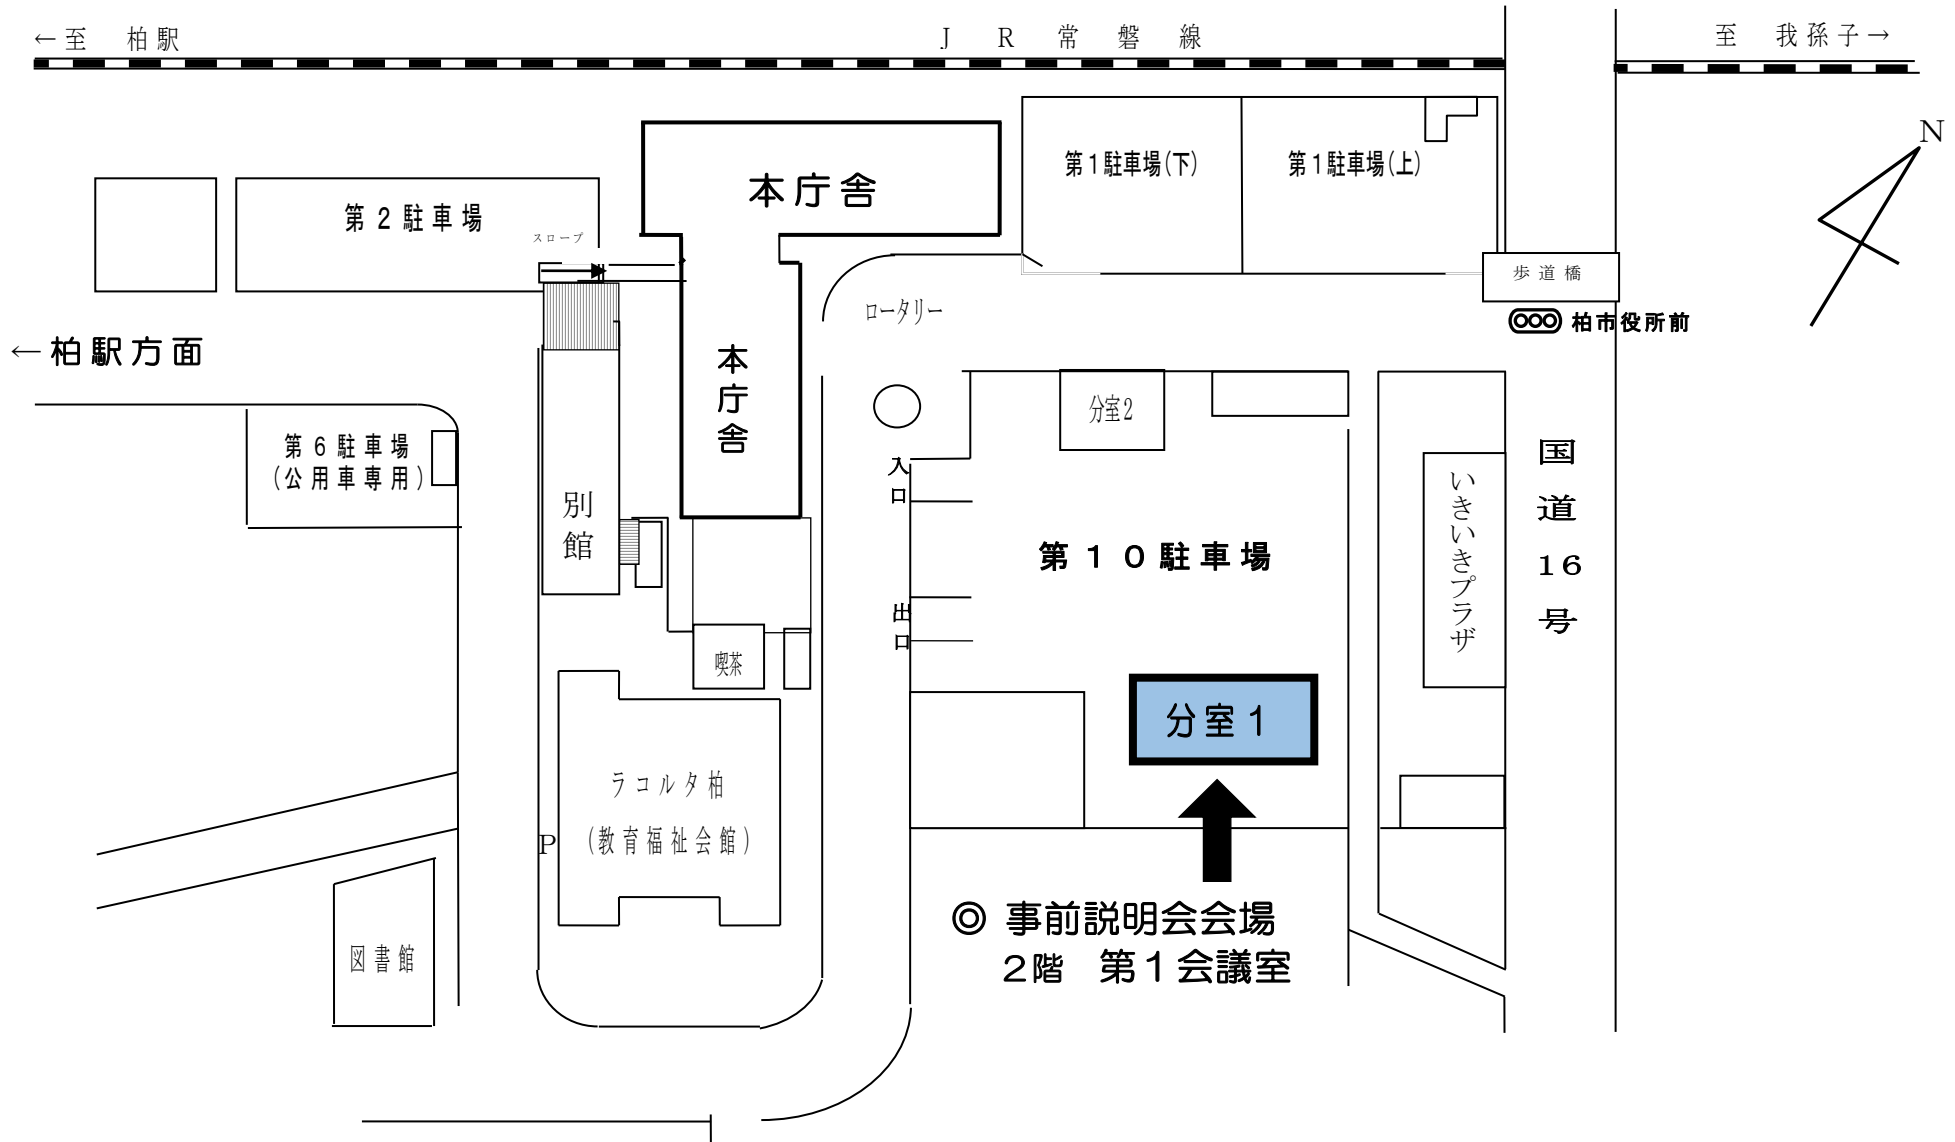 ←至　柏駅
ＪＲ常磐線
至　我孫子→
N
第１駐車場(下)
第１駐車場(上)
本庁舎
第２駐車場
スロープ
歩道橋
ロータリー
柏市役所前
←柏駅方面
本庁舎
分室2
第６駐車場
(公用車専用)
入口
国道16号
いきいきプラザ
別館
第１０駐車場
出口
喫茶
分室１
ラコルタ柏
(教育福祉会館)
P
◎ 事前説明会会場
２階　第１会議室
図書館